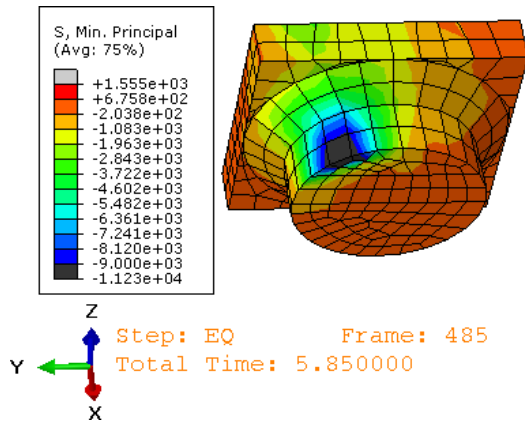 S, Min. Principal
(Avg: 75%)
+1.555e+03
+6.758e+02
-2.038e+02
-1.083e+03
-1.963e+03
-2.843e+03
-3.722e+03
-4.602e+03
-5.482e+03
-6.361e+03
-7.241e+03
-8.120e+03
-9.000e+03
-1.123e+04
Z
Y
X
Step: EQ Frame: 485
Total Time: 5.850000